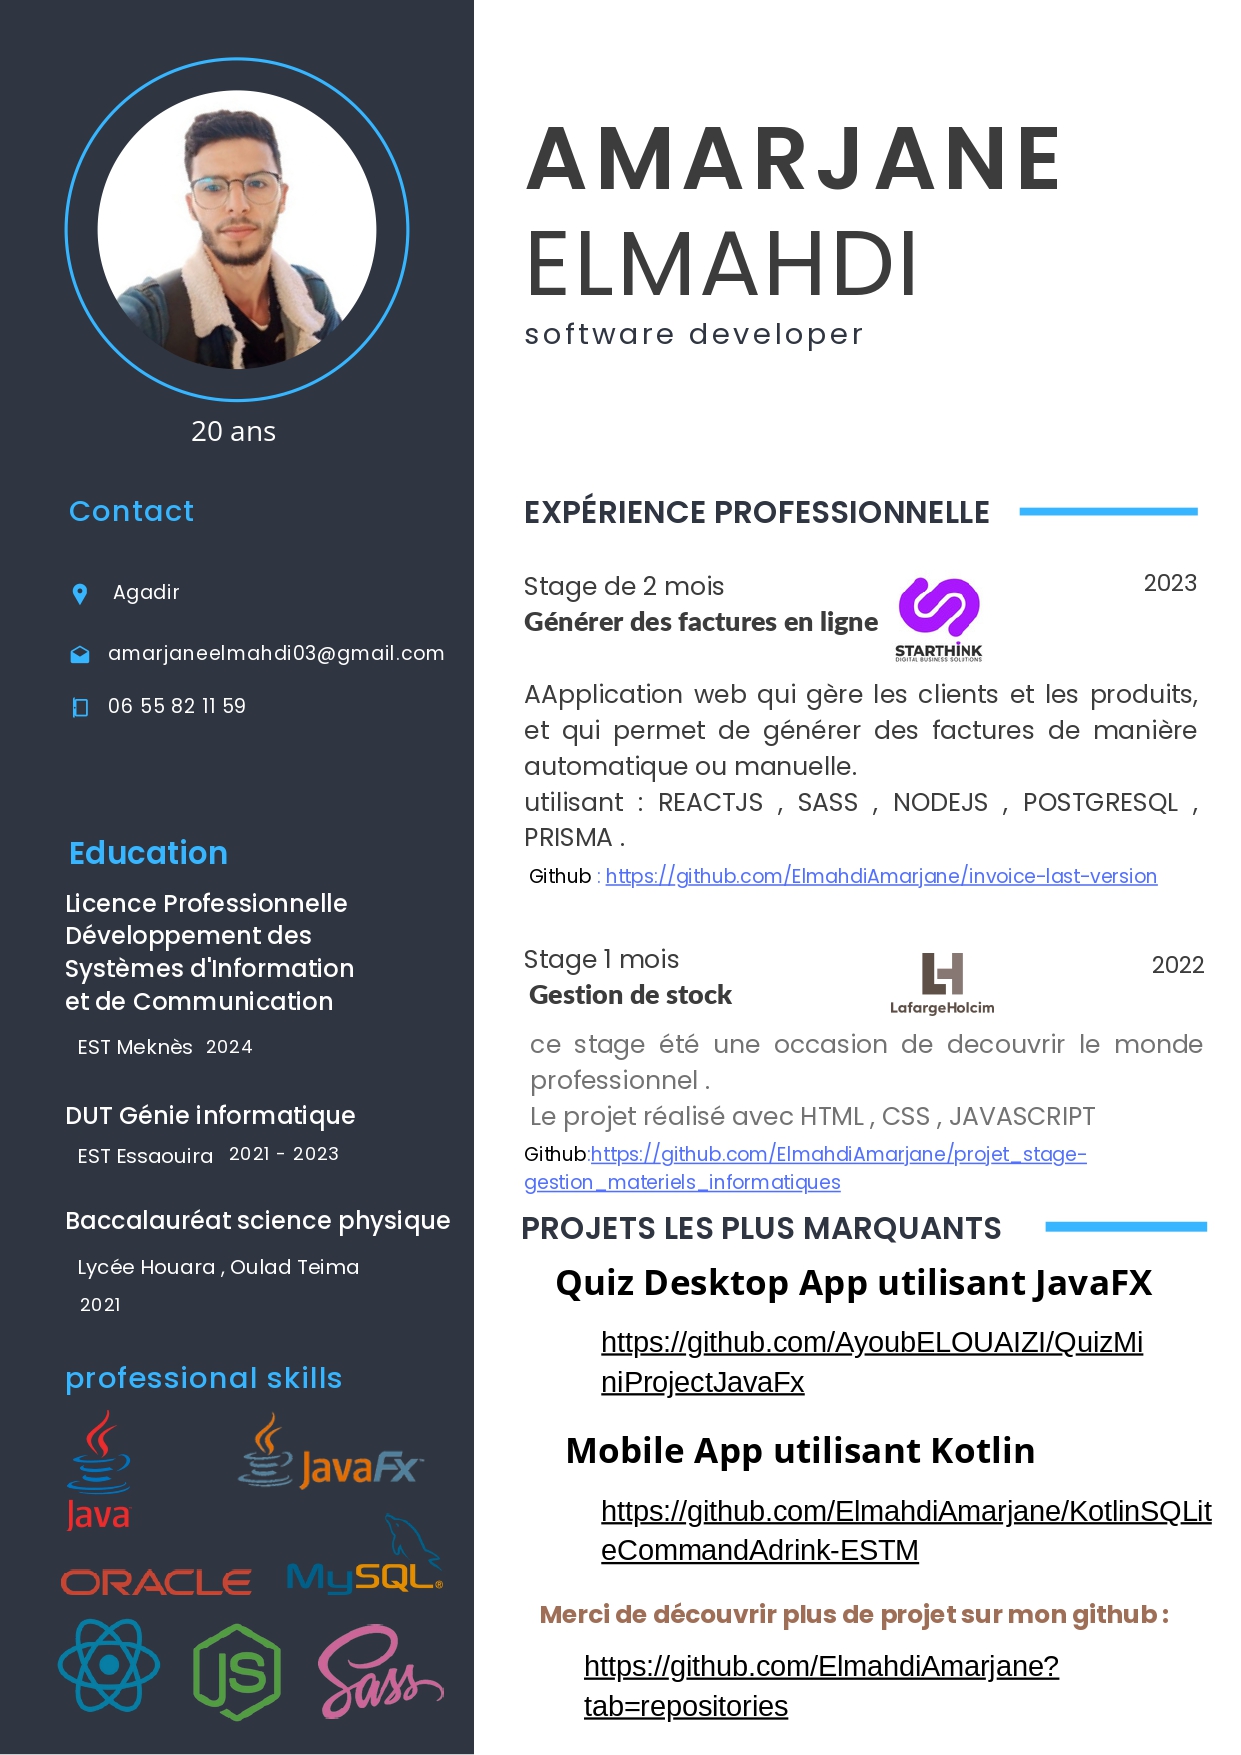 20 ans
Contact
Agadir
amarjaneelmahdi03@gmail.com
06 55 82 11 59
Education
Licence Professionnelle
Développement des
Systèmes d'Information
et de Communication
EST Meknès 2024
DUT Génie informatique
EST Essaouira 2021 - 2023
Baccalauréat science physique
Lycée Houara , Oulad Teima
2021
professional skills
Java
JavaFx
ORACLE
MySQL®
JS
Sass
AMARJANE
ELMAHDI
software developer
EXPÉRIENCE PROFESSIONNELLE
Stage de 2 mois
2023
Générer des factures en ligne
STARTHINK
DIGITAL BUSINESS SOLUTIONS
AApplication web qui gère les clients et les produits,
et qui permet de générer des factures de manière
automatique ou manuelle.
utilisant : REACTJS , SASS , NODEJS , POSTGRESQL ,
PRISMA .
Github : https://github.com/ElmahdiAmarjane/invoice-last-version
Stage 1 mois
2022
Gestion de stock
LafargeHolcim
ce stage été une occasion de decouvrir le monde
professionnel .
Le projet réalisé avec HTML , CSS , JAVASCRIPT
Github:https://github.com/ElmahdiAmarjane/projet_stage-
gestion_materiels_informatiques
PROJETS LES PLUS MARQUANTS
Quiz Desktop App utilisant JavaFX
https://github.com/AyoubELOUAIZI/QuizMi
niProjectJavaFx
Mobile App utilisant Kotlin
https://github.com/ElmahdiAmarjane/KotlinSQLit
eCommandAdrink-ESTM
Merci de découvrir plus de projet sur mon github :
https://github.com/ElmahdiAmarjane?
tab=repositories